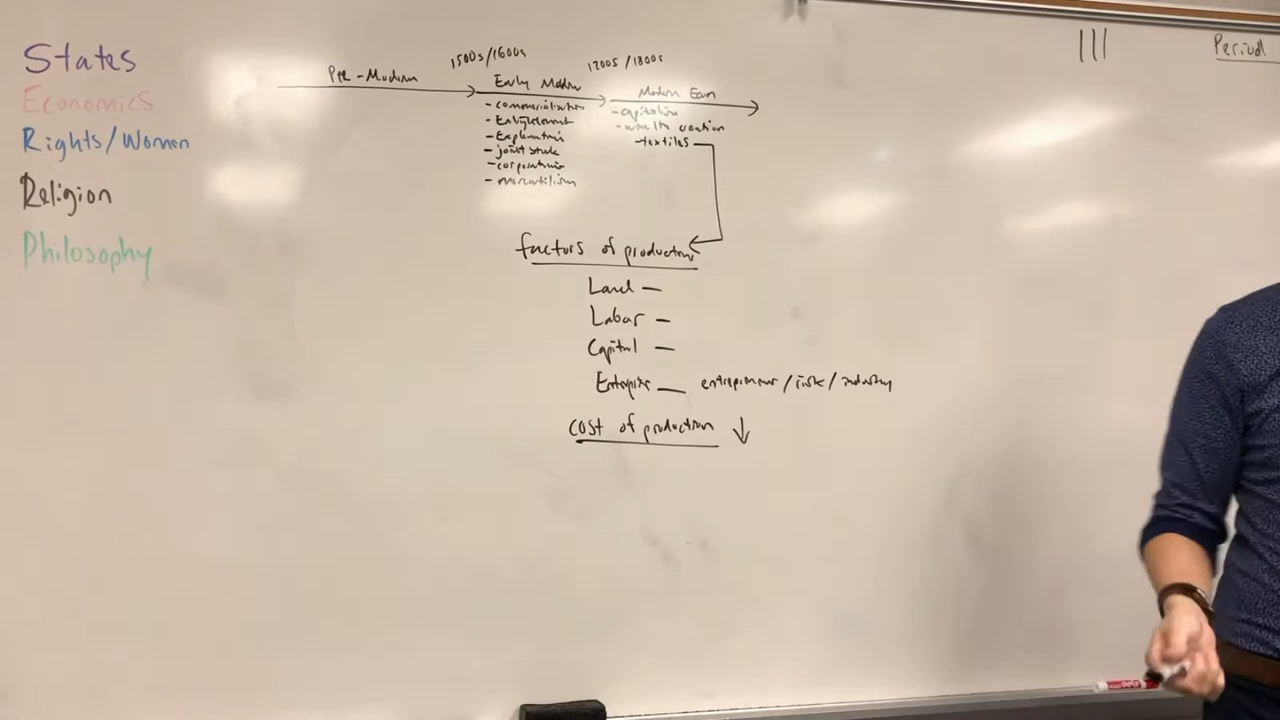 States
Economics
Rights/Women
Religion
Philosophy
Pre-Modern
1500s/1600s
Early Modern
- commercialization
- Enlightenment
- Exploration
- joint stock
- corporations
- mercantilism
1700s/1800s
Modern Econ
- capitalism
- wealth creation
- textiles
factors of production
Land —
Labor —
Capital —
Enterprise — entrepreneur/risk/industry
cost of production ↓
III
Period